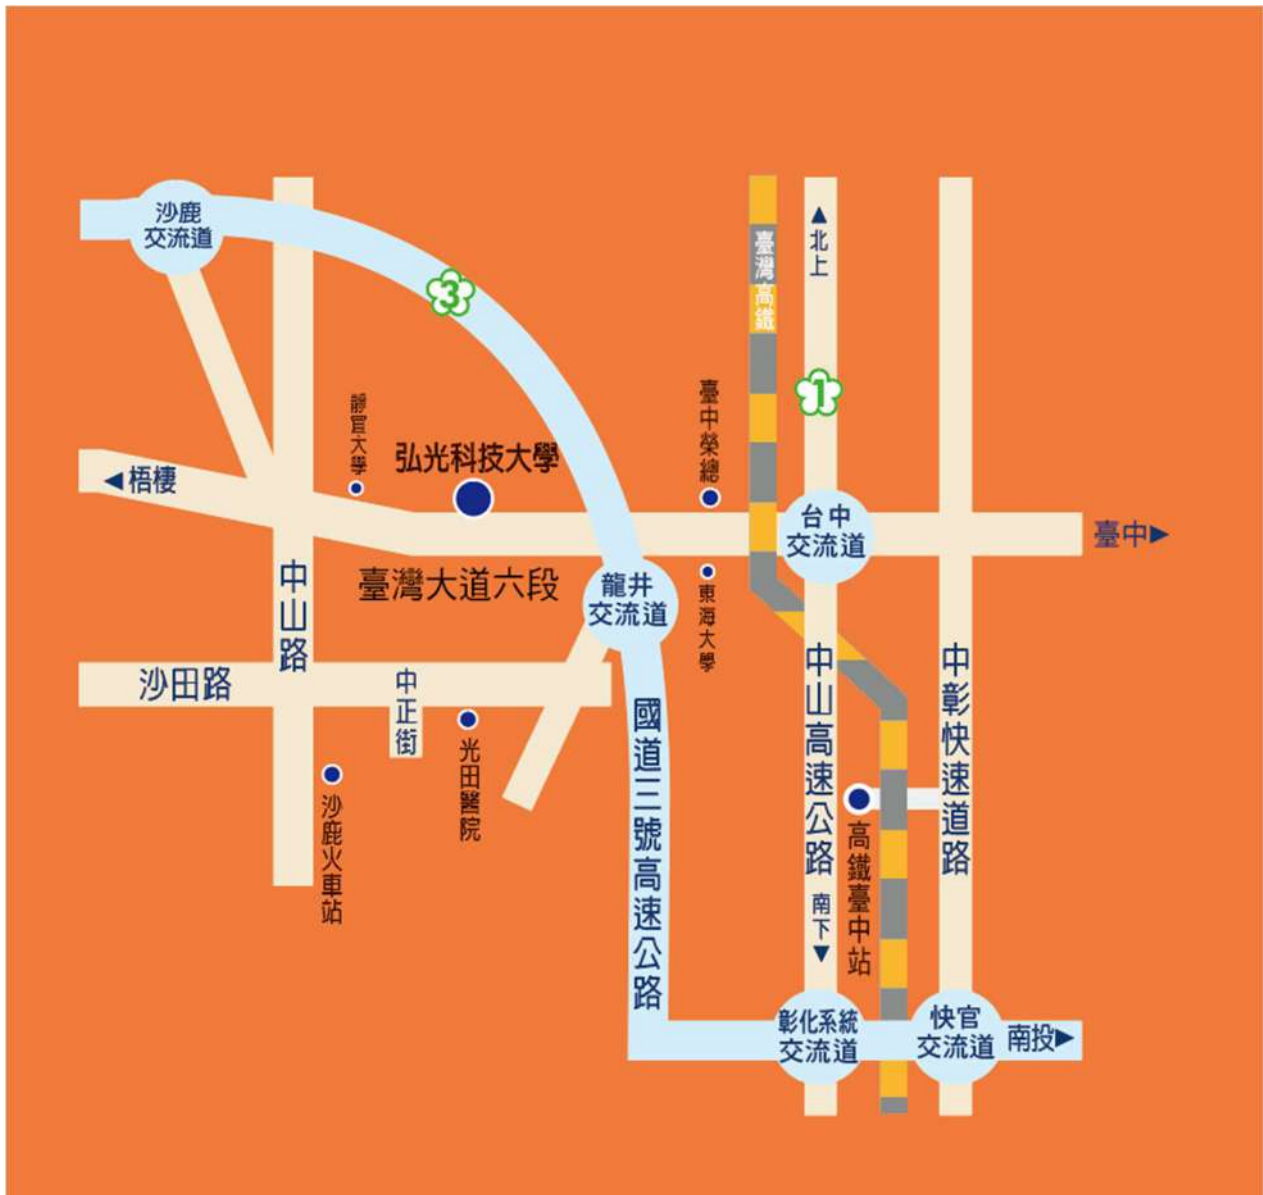 沙鹿
交流道
3
臺灣高鐵
北上
1
靜宜大學
弘光科技大學
臺中榮總
梧棲
台中
交流道
臺中
中山路
臺灣大道六段
龍井
交流道
東海大學
沙田路
中正街
光田醫院
沙鹿火車站
國道三號高速公路
中山高速公路
中彰快速道路
高鐵臺中站
南下
彰化系統
交流道
快官
交流道
南投